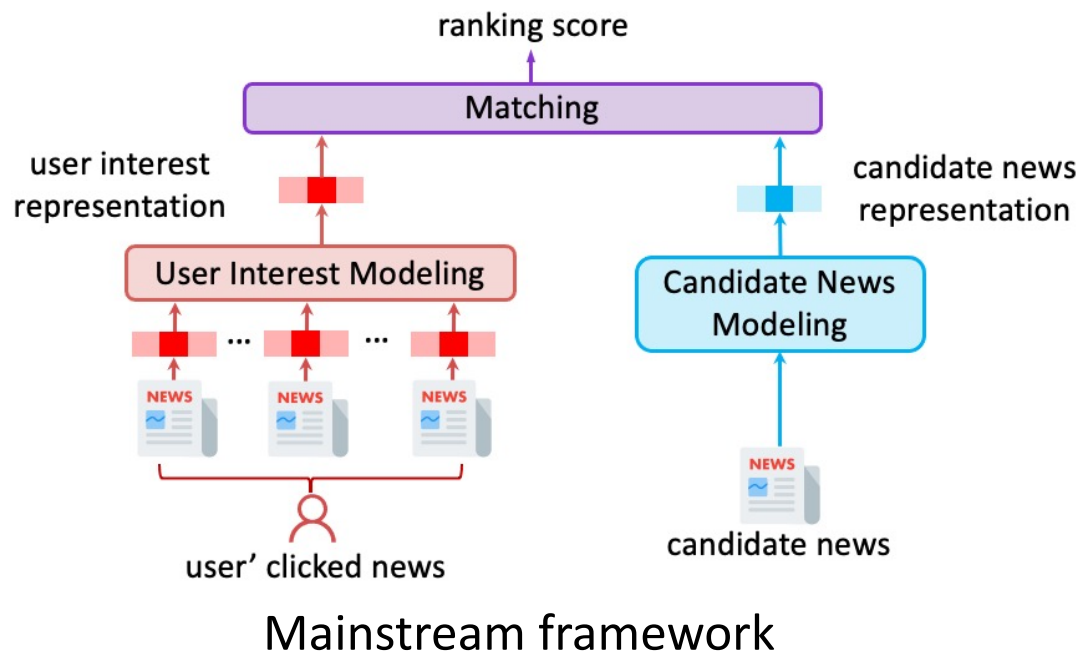 ranking score
Matching
user interest
representation
candidate news
representation
User Interest Modeling
Candidate News
Modeling
... ...
NEWS
NEWS
NEWS
NEWS
user’ clicked news
candidate news
Mainstream framework